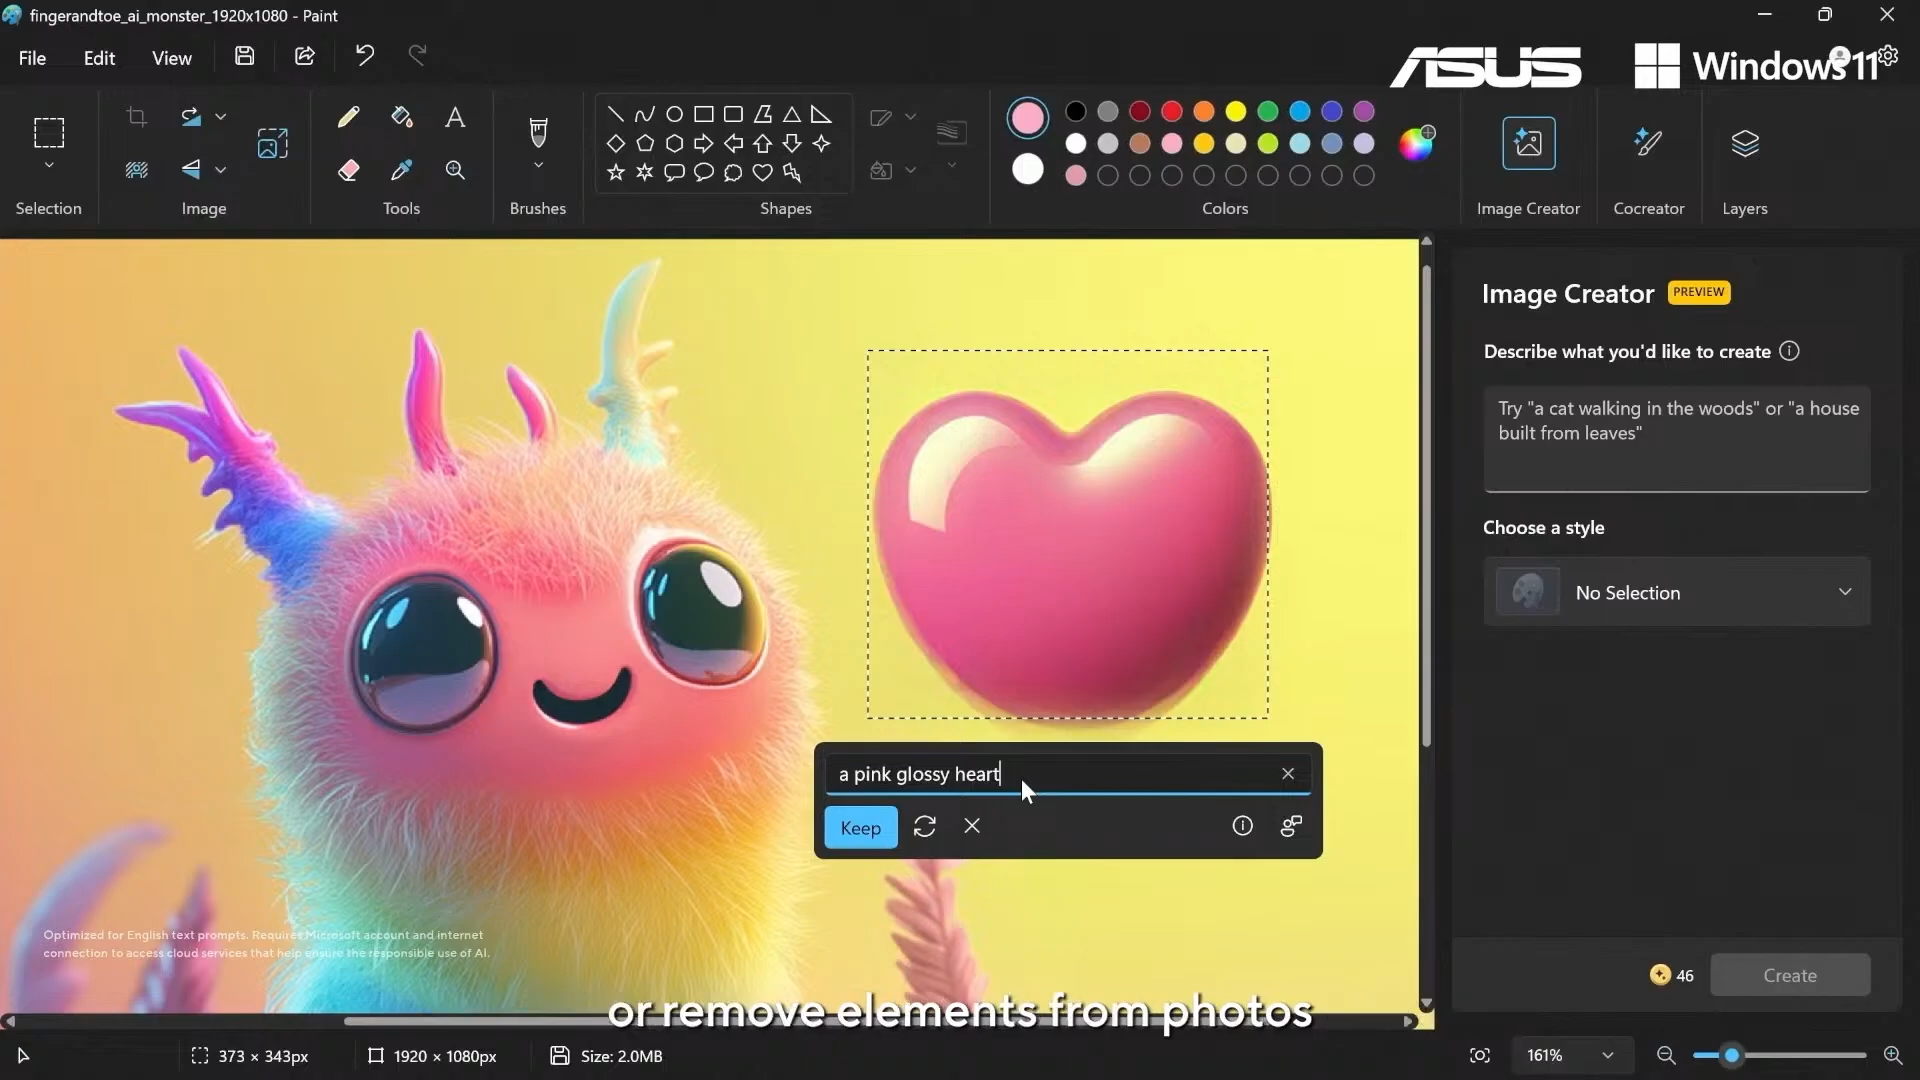 fingerandtoe_ai_monster_1920x1080 - Paint
File Edit View
ASUS Windows 11
Selection Image Tools Brushes Shapes Colors Image Creator Cocreator Layers
Image Creator PREVIEW
Describe what you'd like to create
Try "a cat walking in the woods" or "a house
built from leaves"
Choose a style
No Selection
a pink glossy heart
Keep
Optimized for English text prompts. Requires Microsoft account and internet
connection to access cloud services that help ensure the responsible use of AI.
46 Create
or remove elements from photos
373 × 343px 1920 × 1080px Size: 2.0MB 161%